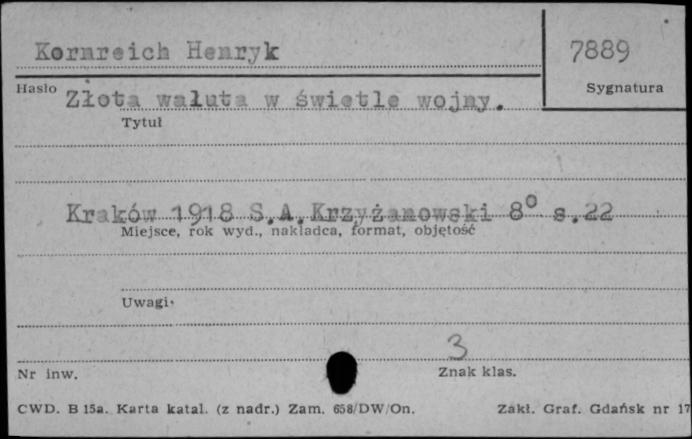 Kornreich Henryk
7889
Hasło
Sygnatura
Złota waluta w świetle wojny.
Tytuł
Kraków 1918 S.A.Krzyżanowski 8° s.22
Miejsce, rok wyd., nakładca, format, objętość
Uwagi
3
Nr inw.
Znak klas.
CWD. B 15a. Karta katal. (z nadr.) Zam. 658/DW/On.
Zakł. Graf. Gdańsk nr 17